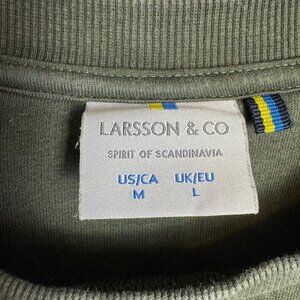 LARSSON & CO
SPIRIT OF SCANDINAVIA
US/CA UK/EU
M L